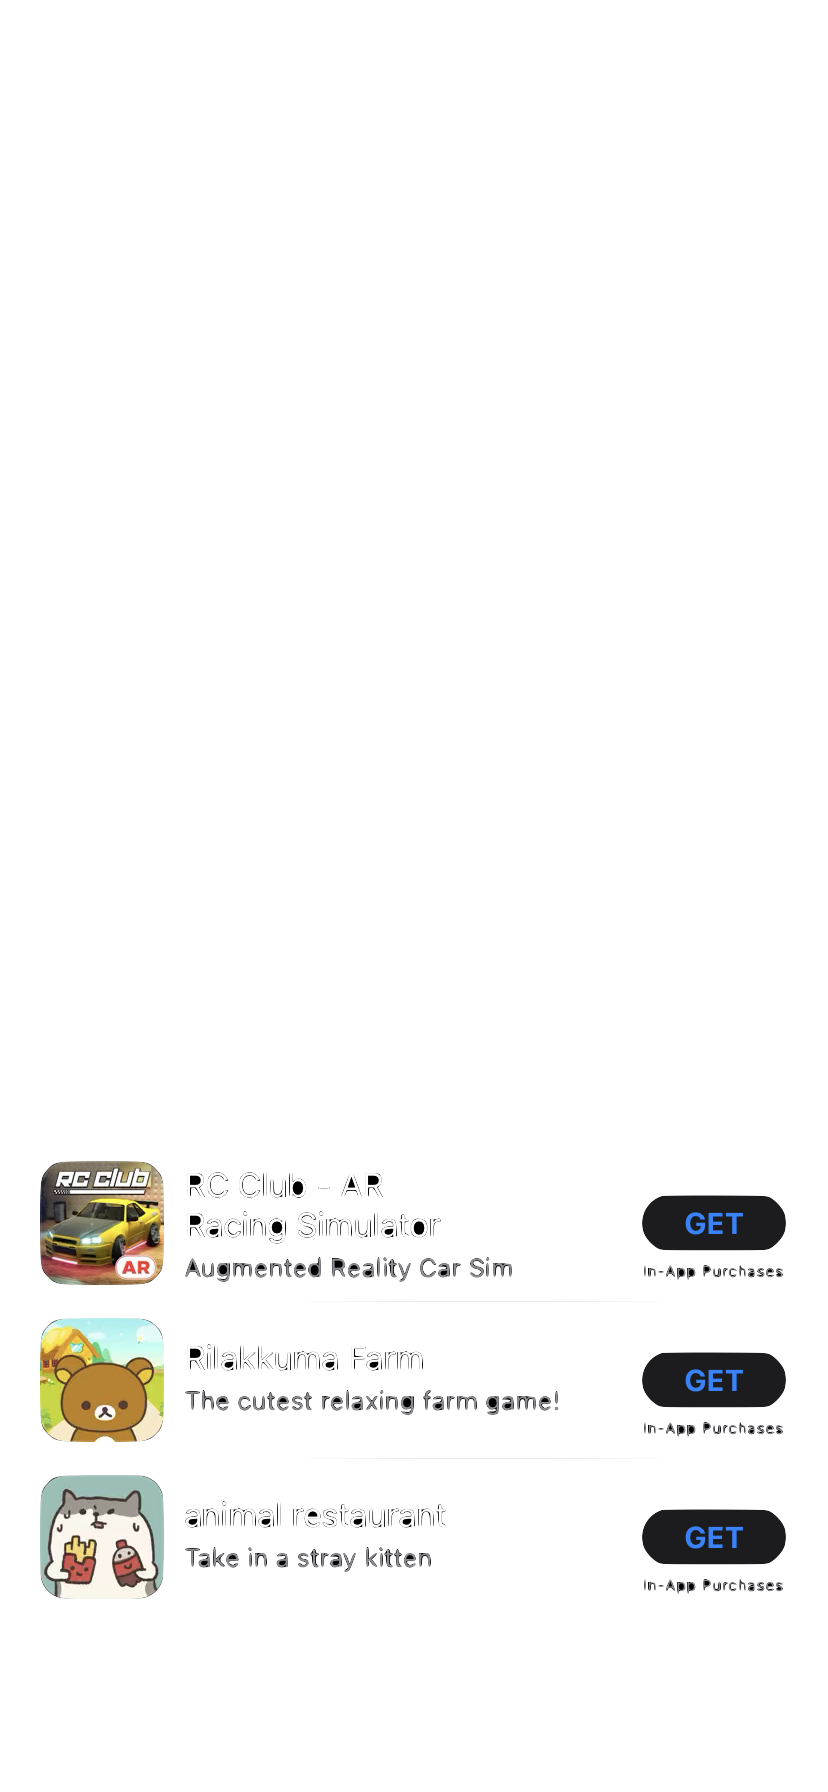 RC CLUB
AR
RC Club - AR
Racing Simulator
Augmented Reality Car Sim
GET
In-App Purchases
Rilakkuma Farm
The cutest relaxing farm game!
GET
In-App Purchases
animal restaurant
Take in a stray kitten
GET
In-App Purchases